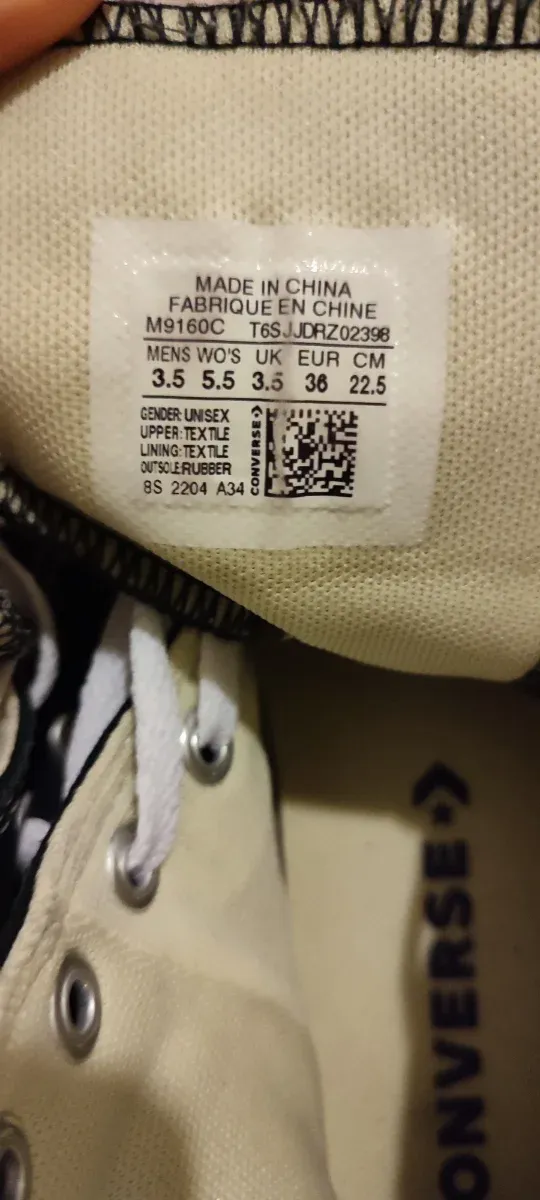 MADE IN CHINA
FABRIQUE EN CHINE
M9160C T6SJJDRZ02398
MENS WO'S UK EUR CM
3.5 5.5 3.5 36 22.5
GENDER: UNISEX
UPPER: TEXTILE
LINING: TEXTILE
OUTSOLE:RUBBER
8S 2204 A34
CONVERSE
CONVERSE